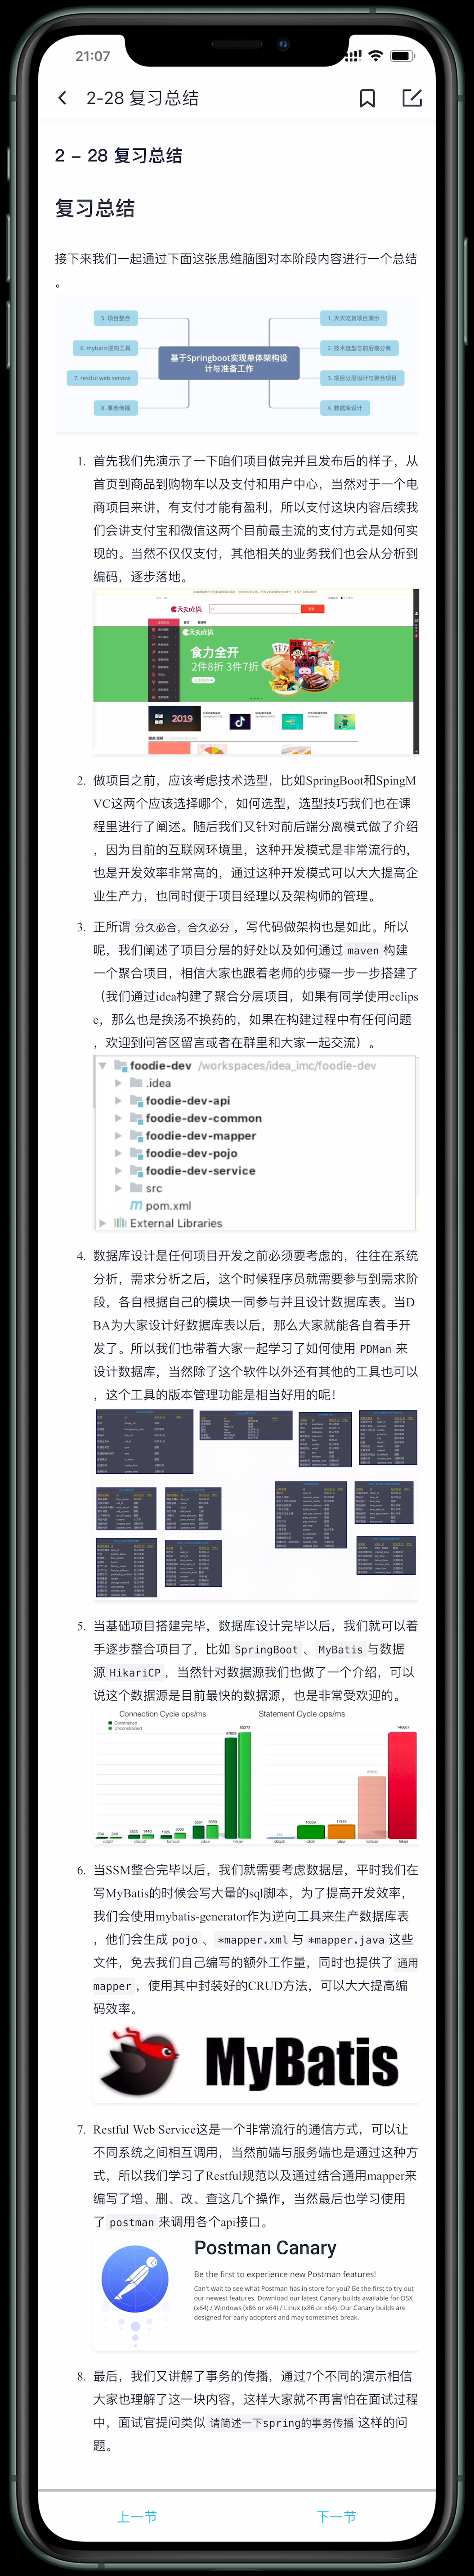 21:07
2-28 复习总结
2 – 28 复习总结
复习总结
接下来我们一起通过下面这张思维脑图对本阶段内容进行一个总结
。
5. 项目整合
6. mybatis逆向工具
7. restful web service
8. 事务传播
基于Springboot实现单体架构设
计与准备工作
1. 天天吃货项目演示
2. 技术选型与前后端分离
3. 项目分层设计与聚合项目
4. 数据库设计
1. 首先我们先演示了一下咱们项目做完并且发布后的样子，从
首页到商品到购物车以及支付和用户中心，当然对于一个电
商项目来讲，有支付才能有盈利，所以支付这块内容后续我
们会讲支付宝和微信这两个目前最主流的支付方式是如何实
现的。当然不仅仅支付，其他相关的业务我们也会从分析到
编码，逐步落地。
天天吃货
天天吃货
食力全开
2件8折 3件7折
2019
2. 做项目之前，应该考虑技术选型，比如SpringBoot和SpingM
VC这两个应该选择哪个，如何选型，选型技巧我们也在课
程里进行了阐述。随后我们又针对前后端分离模式做了介绍
，因为目前的互联网环境里，这种开发模式是非常流行的，
也是开发效率非常高的，这种开发模式可以大大提高企
业生产力，也同时便于项目经理以及架构师的管理。
3. 正所谓 分久必合，合久必分 ，写代码做架构也是如此。所以
呢，我们阐述了项目分层的好处以及如何通过 maven 构建
一个聚合项目，相信大家也跟着老师的步骤一步一步搭建了
（我们通过idea构建了聚合分层项目，如果有同学使用eclips
e，那么也是换汤不换药的，如果在构建过程中有任何问题
，欢迎到问答区留言或者在群里和大家一起交流）。
foodie-dev /workspaces/idea_imc/foodie-dev
.idea
foodie-dev-api
foodie-dev-common
foodie-dev-mapper
foodie-dev-pojo
foodie-dev-service
src
pom.xml
External Libraries
4. 数据库设计是任何项目开发之前必须要考虑的，往往在系统
分析，需求分析之后，这个时候程序员就需要参与到需求阶
段，各自根据自己的模块一同参与并且设计数据库表。当D
BA为大家设计好数据库表以后，那么大家就能各自着手开
发了。所以我们也带着大家一起学习了如何使用 PDMan 来
设计数据库，当然除了这个软件以外还有其他的工具也可以
，这个工具的版本管理功能是相当好用的呢！
5. 当基础项目搭建完毕，数据库设计完毕以后，我们就可以着
手逐步整合项目了，比如 SpringBoot 、 MyBatis 与数据
源 HikariCP ，当然针对数据源我们也做了一个介绍，可以
说这个数据源是目前最快的数据源，也是非常受欢迎的。
Connection Cycle ops/ms
Statement Cycle ops/ms
Constrained
Unconstrained
6. 当SSM整合完毕以后，我们就需要考虑数据层，平时我们在
写MyBatis的时候会写大量的sql脚本，为了提高开发效率，
我们会使用mybatis-generator作为逆向工具来生产数据库表
，他们会生成 pojo 、 *mapper.xml 与 *mapper.java 这些
文件，免去我们自己编写的额外工作量，同时也提供了 通用
mapper ，使用其中封装好的CRUD方法，可以大大提高编
码效率。
MyBatis
7. Restful Web Service这是一个非常流行的通信方式，可以让
不同系统之间相互调用，当然前端与服务端也是通过这种方
式，所以我们学习了Restful规范以及通过结合通用mapper来
编写了增、删、改、查这几个操作，当然最后也学习使用
了 postman 来调用各个api接口。
Postman Canary
Be the first to experience new Postman features!
Can't wait to see what Postman has in store for you? Be the first to try out
our newest features. Download our latest Canary builds available for OSX
(x64) / Windows (x86 or x64) / Linux (x86 or x64). Our Canary builds are
designed for early adopters and may sometimes break.
8. 最后，我们又讲解了事务的传播，通过7个不同的演示相信
大家也理解了这一块内容，这样大家就不再害怕在面试过程
中，面试官提问类似 请简述一下spring的事务传播 这样的问
题。
上一节
下一节